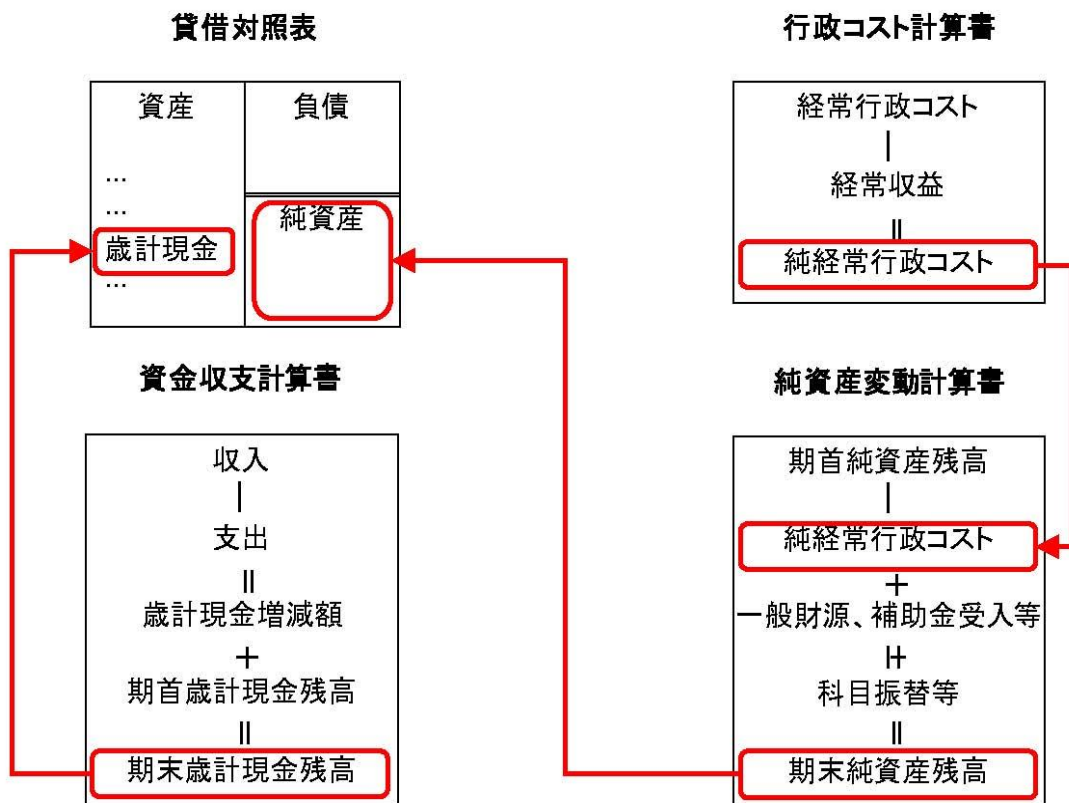 貸借対照表
資産
負債
...
...
歳計現金
...
純資産
行政コスト計算書
経常行政コスト
|
経常収益
||
純経常行政コスト
資金収支計算書
収入
|
支出
||
歳計現金増減額
＋
期首歳計現金残高
||
期末歳計現金残高
純資産変動計算書
期首純資産残高
|
純経常行政コスト
＋
一般財源、補助金受入等
|+
科目振替等
||
期末純資産残高